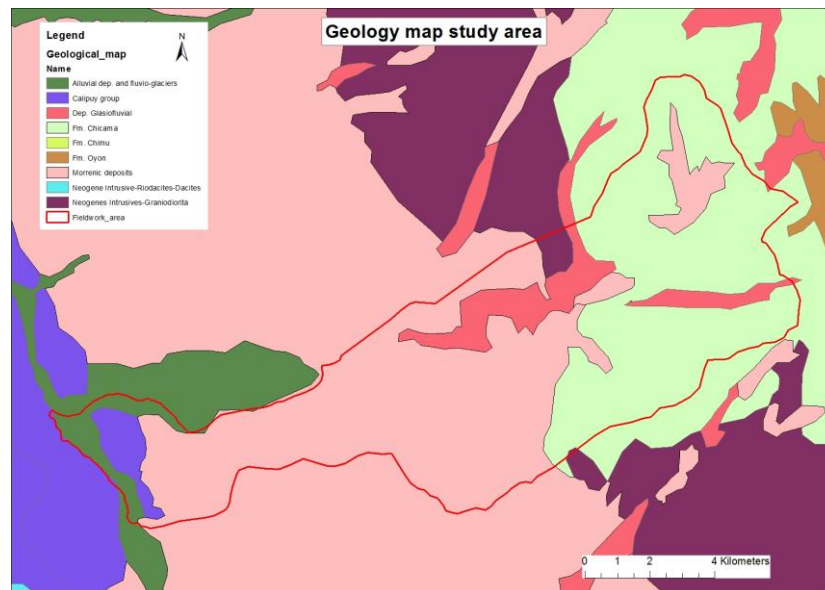 Geology map study area
Legend
Geological_map
N
Name
Alluvial dep. and fluvio-glaciers
Calipuy group
Dep. Glasiofluvial
Fm. Chicama
Fm. Chimu
Fm. Oyon
Morrenic deposits
Neogene Intrusive-Riodacites-Dacites
Neogenes Intrusives-Graniodiorita
Fieldwork_area
0 1 2 4 Kilometers